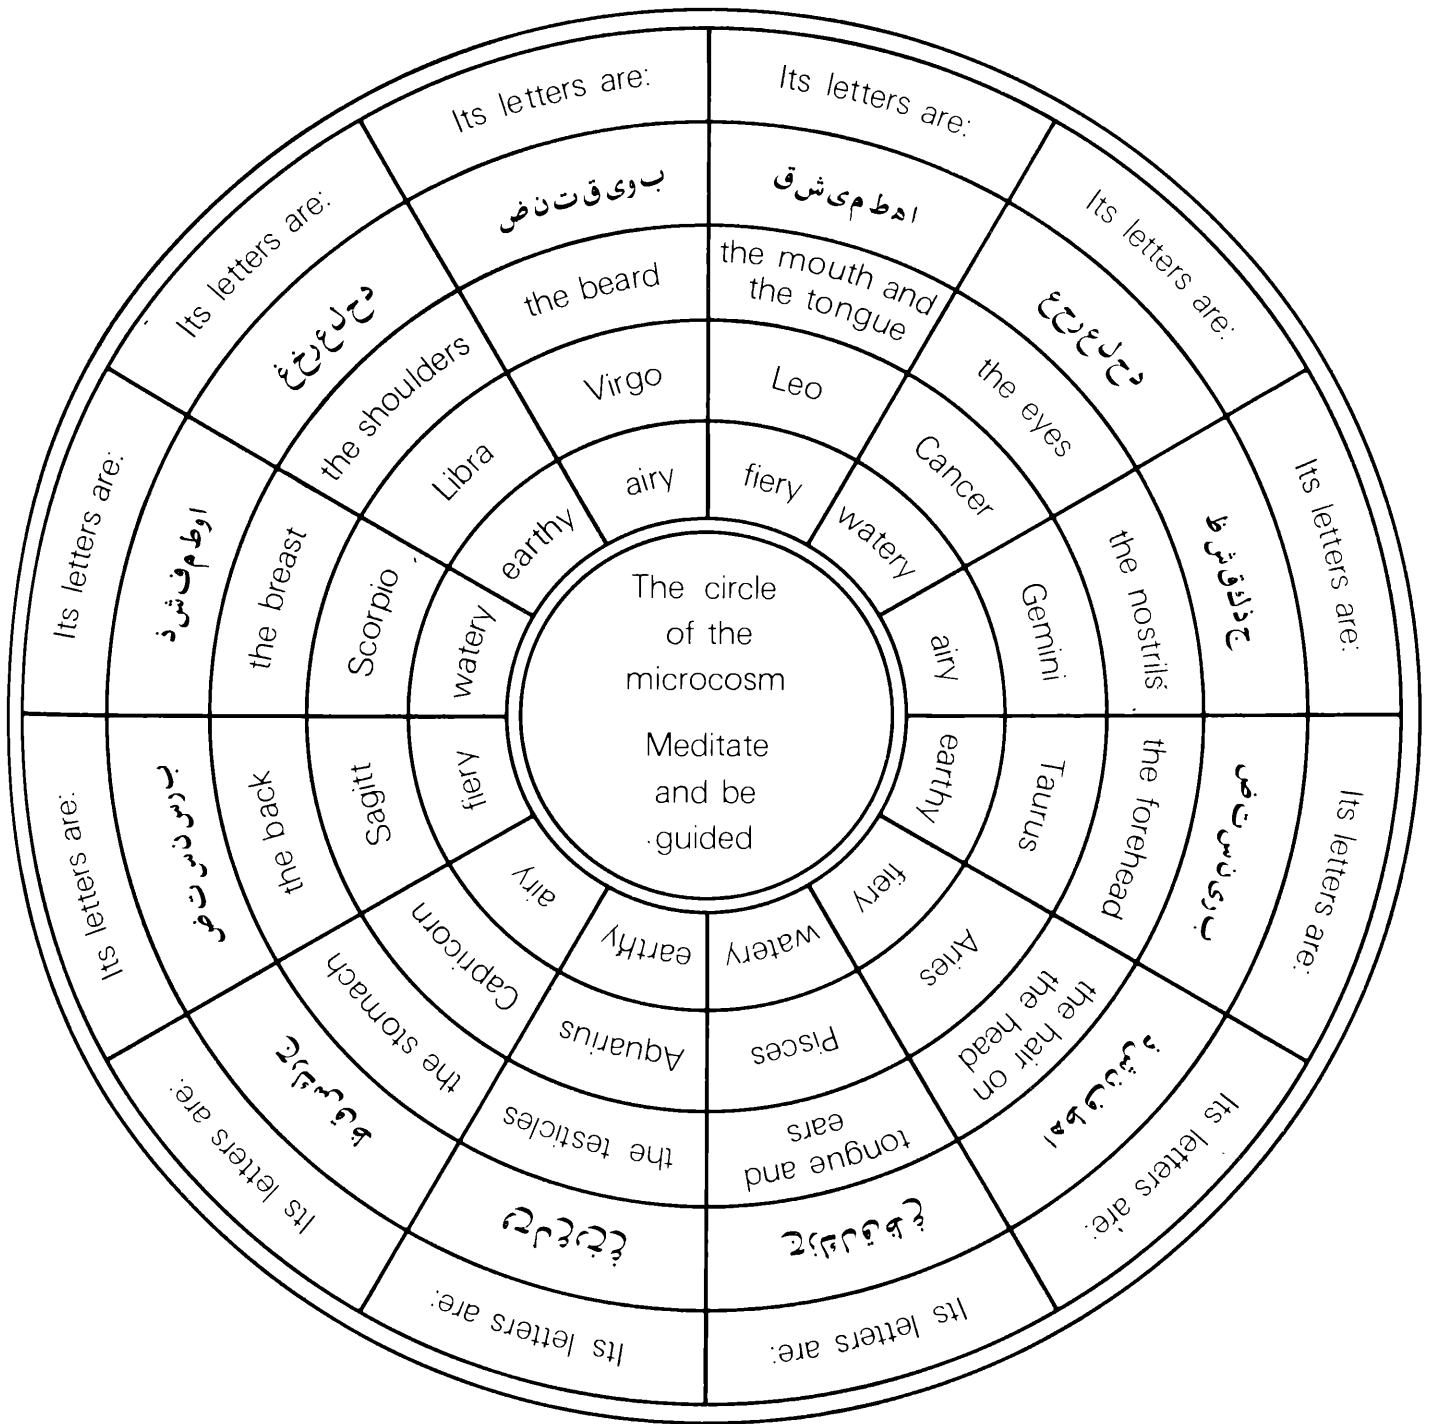 Its letters are:
ا ه ط م ی ش ق
the mouth and
the tongue
Leo
fiery
Its letters are:
د ح ل ع ر ح ع
the eyes
Cancer
watery
Its letters are:
ج ذ ك ق ش ظ
the nostrils
Gemini
airy
Its letters are:
the forehead
Taurus
earthy
Its letters are:
ا ه ط ف ن ش ذ
the hair on
the head
Aries
fiery
Its letters are:
tongue and
ears
Pisces
watery
Its letters are:
the testicles
Aquarius
earthy
Its letters are:
the stomach
Capricorn
airy
Its letters are:
the back
Sagitt
fiery
Its letters are:
ا و ط م ف ش ذ
the breast
Scorpio
watery
Its letters are:
د ح ل ع ر خ غ
the shoulders
Libra
earthy
Its letters are:
ب و ی ق ت ن ض
the beard
Virgo
airy
The circle
of the
microcosm
Meditate
and be
guided